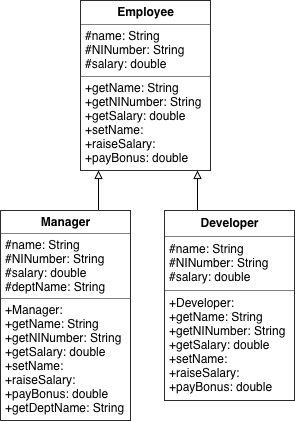 Employee
#name: String
#NINumber: String
#salary: double
+getName: String
+getNINumber: String
+getSalary: double
+setName:
+raiseSalary:
+payBonus: double
Manager
#name: String
#NINumber: String
#salary: double
#deptName: String
+Manager:
+getName: String
+getNINumber: String
+getSalary: double
+setName:
+raiseSalary:
+payBonus: double
+getDeptName: String
Developer
#name: String
#NINumber: String
#salary: double
+Developer:
+getName: String
+getNINumber: String
+getSalary: double
+setName:
+raiseSalary:
+payBonus: double